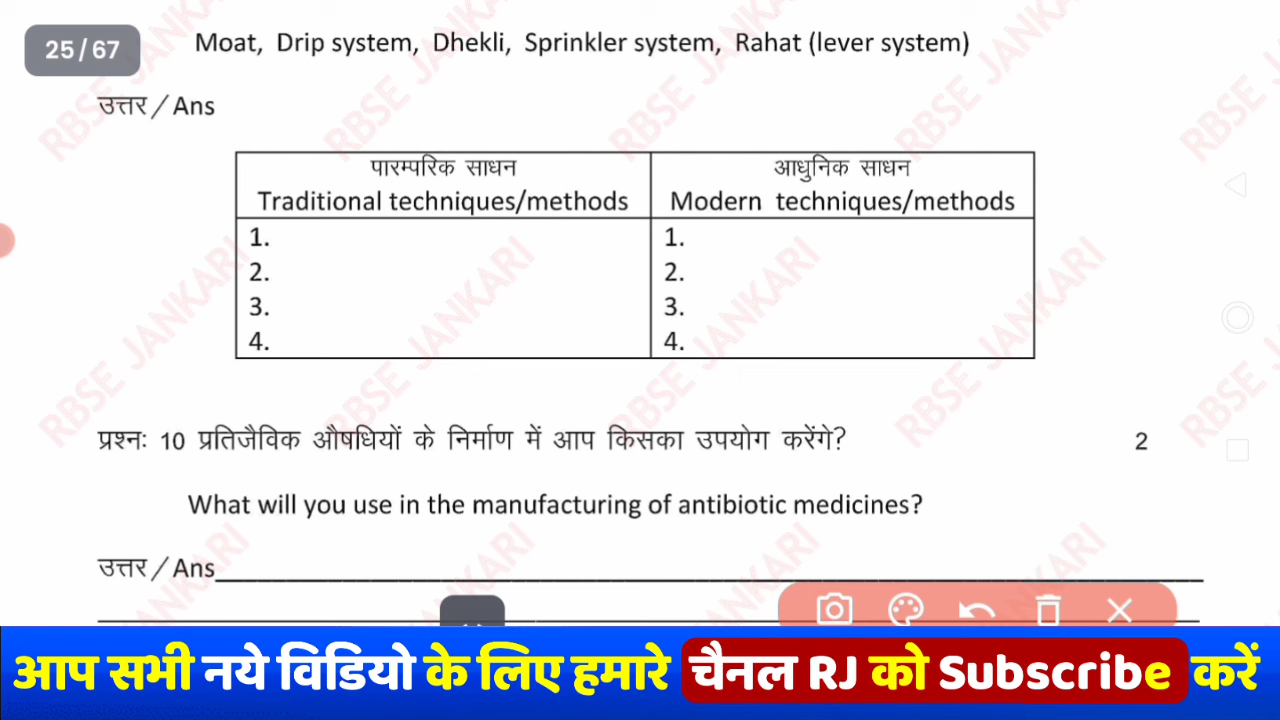 25/67
Moat, Drip system, Dhekli, Sprinkler system, Rahat (lever system)
उत्तर/Ans
पारम्परिक साधन
Traditional techniques/methods
आधुनिक साधन
Modern techniques/methods
1.
2.
3.
4.
1.
2.
3.
4.
प्रश्नः 10 प्रतिजैविक औषधियों के निर्माण में आप किसका उपयोग करेंगे? 2
What will you use in the manufacturing of antibiotic medicines?
उत्तर/Ans
RBSE JANKARI
आप सभी नये विडियो के लिए हमारे चैनल RJ को Subscribe करें